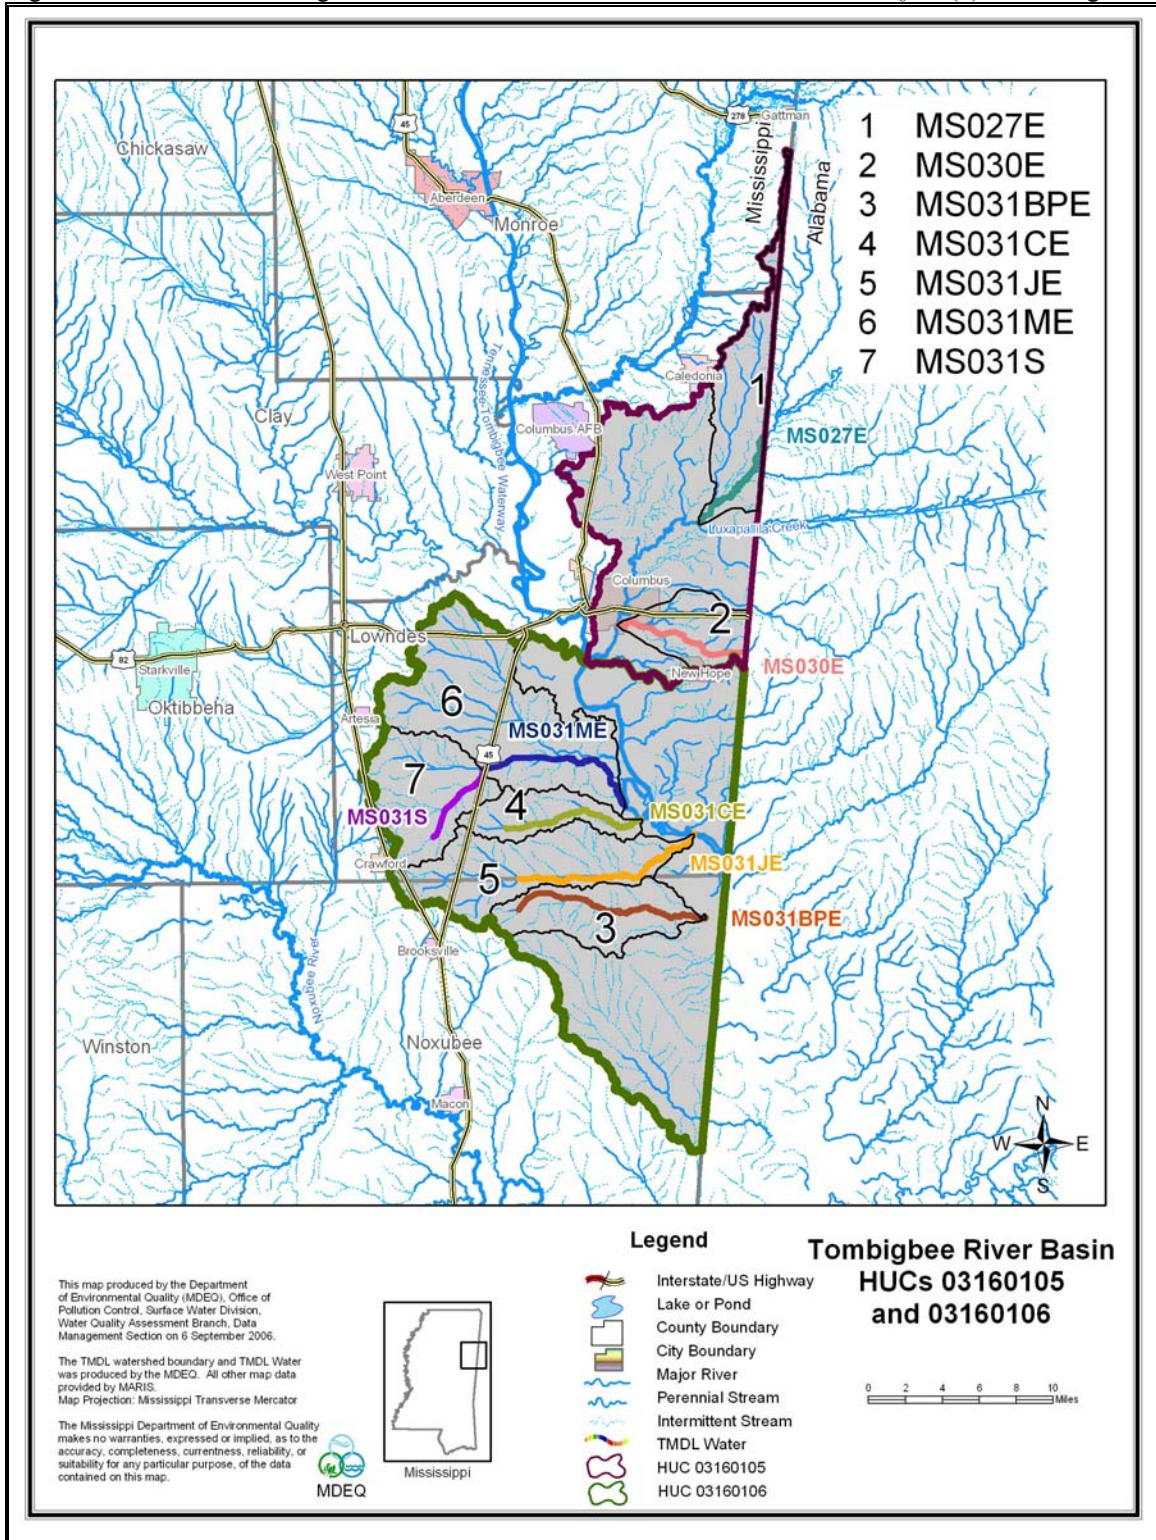 1 MS027E
2 MS030E
3 MS031BPE
4 MS031CE
5 MS031JE
6 MS031ME
7 MS031S
278
Gattman
Mississippi
Alabama
Chickasaw
45
Aberdeen
Monroe
Tennessee-Tombigbee Waterway
Caledonia
1
Clay
Columbus AFB
MS027E
West Point
Luxapallila Creek
Columbus
2
Lowndes
82
Starkville
New Hope
MS030E
Oktibbeha
Artesia
6
MS031ME
45
7
4
MS031S
MS031CE
Crawford
MS031JE
5
MS031BPE
3
Brooksville
Noxubee River
Winston
Noxubee
Macon
N
W E
S
Legend
Interstate/US Highway
Lake or Pond
County Boundary
City Boundary
Major River
Perennial Stream
Intermittent Stream
TMDL Water
HUC 03160105
HUC 03160106
Tombigbee River Basin
HUCs 03160105
and 03160106
0 2 4 6 8 10
Miles
This map produced by the Department
of Environmental Quality (MDEQ), Office of
Pollution Control, Surface Water Division,
Water Quality Assessment Branch, Data
Management Section on 6 September 2006.
The TMDL watershed boundary and TMDL Water
was produced by the MDEQ. All other map data
provided by MARIS.
Map Projection: Mississippi Transverse Mercator
The Mississippi Department of Environmental Quality
makes no warranties, expressed or implied, as to the
accuracy, completeness, currentness, reliability, or
suitability for any particular purpose, of the data
contained on this map.
MDEQ
Mississippi